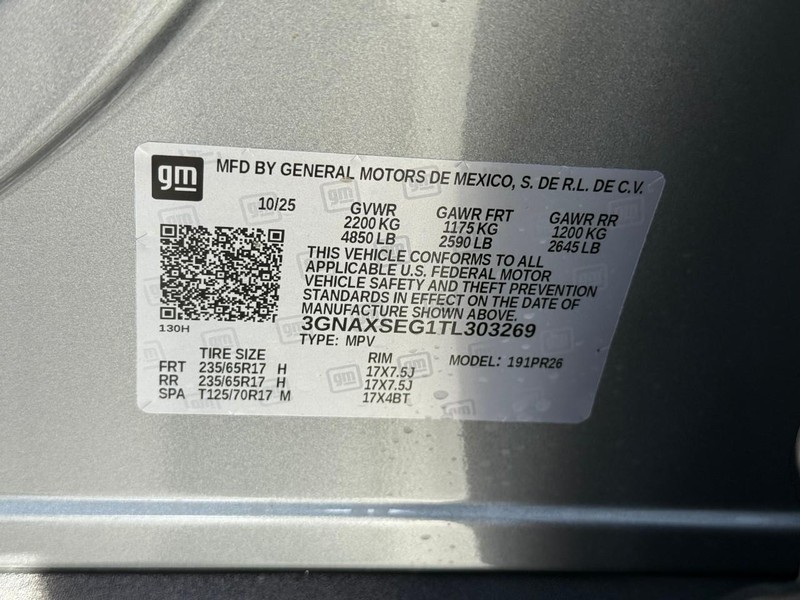 gm MFD BY GENERAL MOTORS DE MEXICO, S. DE R.L. DE C.V.
10/25 GVWR GAWR FRT GAWR RR
2200 KG 1175 KG 1200 KG
4850 LB 2590 LB 2645 LB
THIS VEHICLE CONFORMS TO ALL
APPLICABLE U.S. FEDERAL MOTOR
VEHICLE SAFETY AND THEFT PREVENTION
STANDARDS IN EFFECT ON THE DATE OF
MANUFACTURE SHOWN ABOVE.
130H 3GNAXSEG1TL303269
TYPE: MPV
TIRE SIZE RIM MODEL: 191PR26
FRT 235/65R17 H 17X7.5J
RR 235/65R17 H 17X7.5J
SPA T125/70R17 M 17X4BT